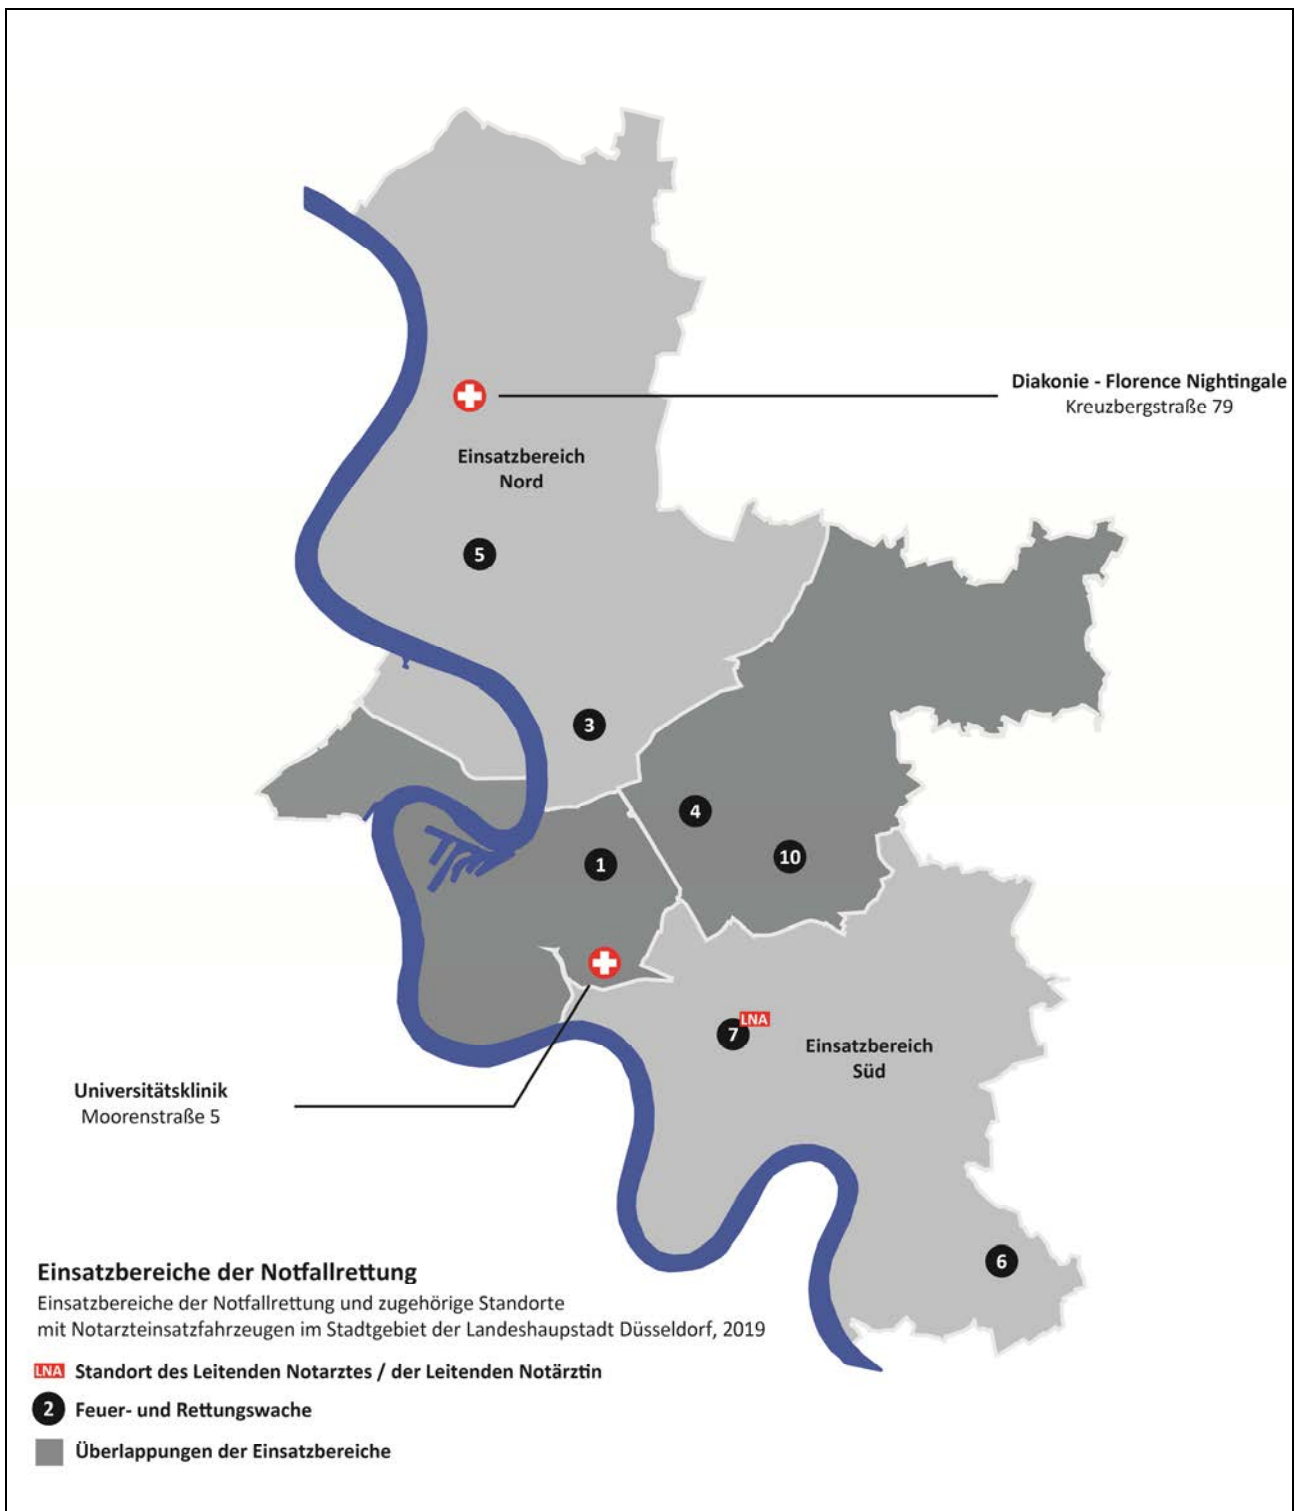 Diakonie - Florence Nightingale
Kreuzbergstraße 79
Einsatzbereich
Nord
5
3
4
1
10
LNA
7
Einsatzbereich
Süd
Universitätsklinik
Moorenstraße 5
6
Einsatzbereiche der Notfallrettung
Einsatzbereiche der Notfallrettung und zugehörige Standorte
mit Notarzteinsatzfahrzeugen im Stadtgebiet der Landeshaupstadt Düsseldorf, 2019
LNA Standort des Leitenden Notarztes / der Leitenden Notärztin
2 Feuer- und Rettungswache
Überlappungen der Einsatzbereiche